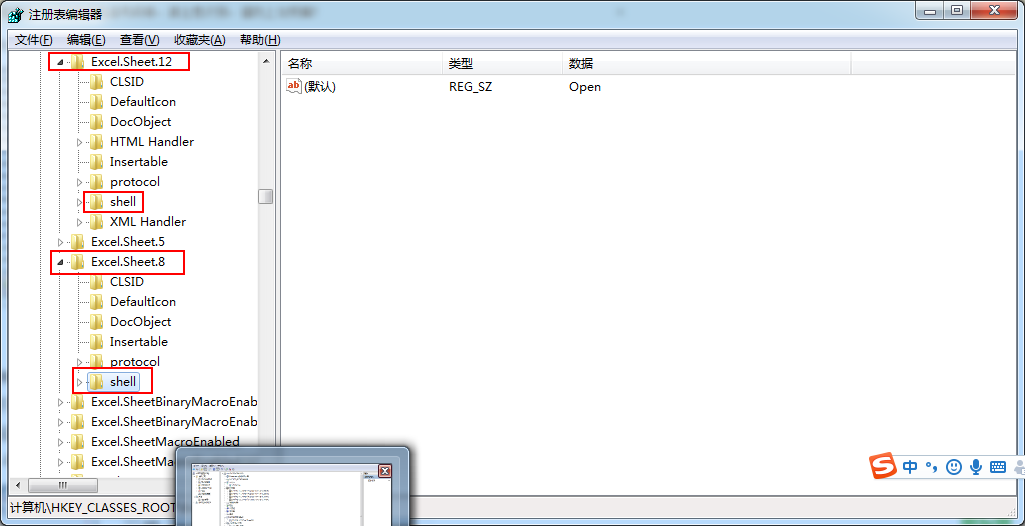 注册表编辑器
文件(F) 编辑(E) 查看(V) 收藏夹(A) 帮助(H)
名称 类型 数据
ab (默认) REG_SZ Open
Excel.Sheet.12
CLSID
DefaultIcon
DocObject
HTML Handler
Insertable
protocol
shell
XML Handler
Excel.Sheet.5
Excel.Sheet.8
CLSID
DefaultIcon
DocObject
Insertable
protocol
shell
Excel.SheetBinaryMacroEnab
Excel.SheetBinaryMacroEnab
Excel.SheetMacroEnabled
Excel.SheetMa
计算机\HKEY_CLASSES_ROOT
S 中